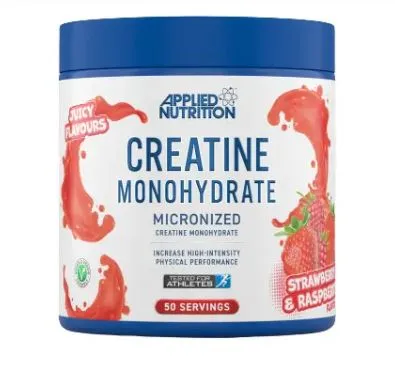 APPLIED
NUTRITION
JUICY
FLAVOURS
CREATINE
MONOHYDRATE
MICRONIZED
CREATINE MONOHYDRATE
INCREASE HIGH-INTENSITY
PHYSICAL PERFORMANCE
TESTED FOR
ATHLETES
50 SERVINGS
STRAWBERRY
& RASPBERRY